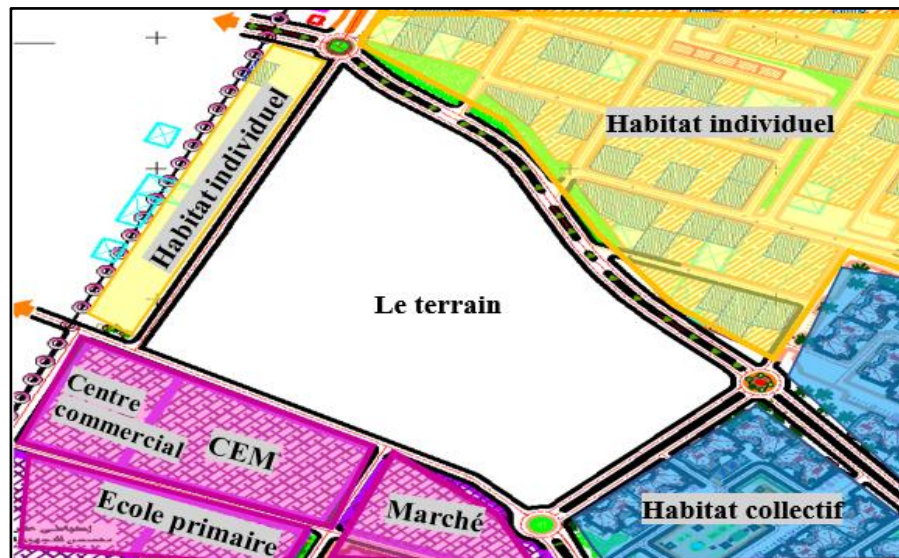 Habitat individuel
Habitat individuel
Le terrain
Centre
commercial
CEM
Ecole primaire
Marché
Habitat collectif